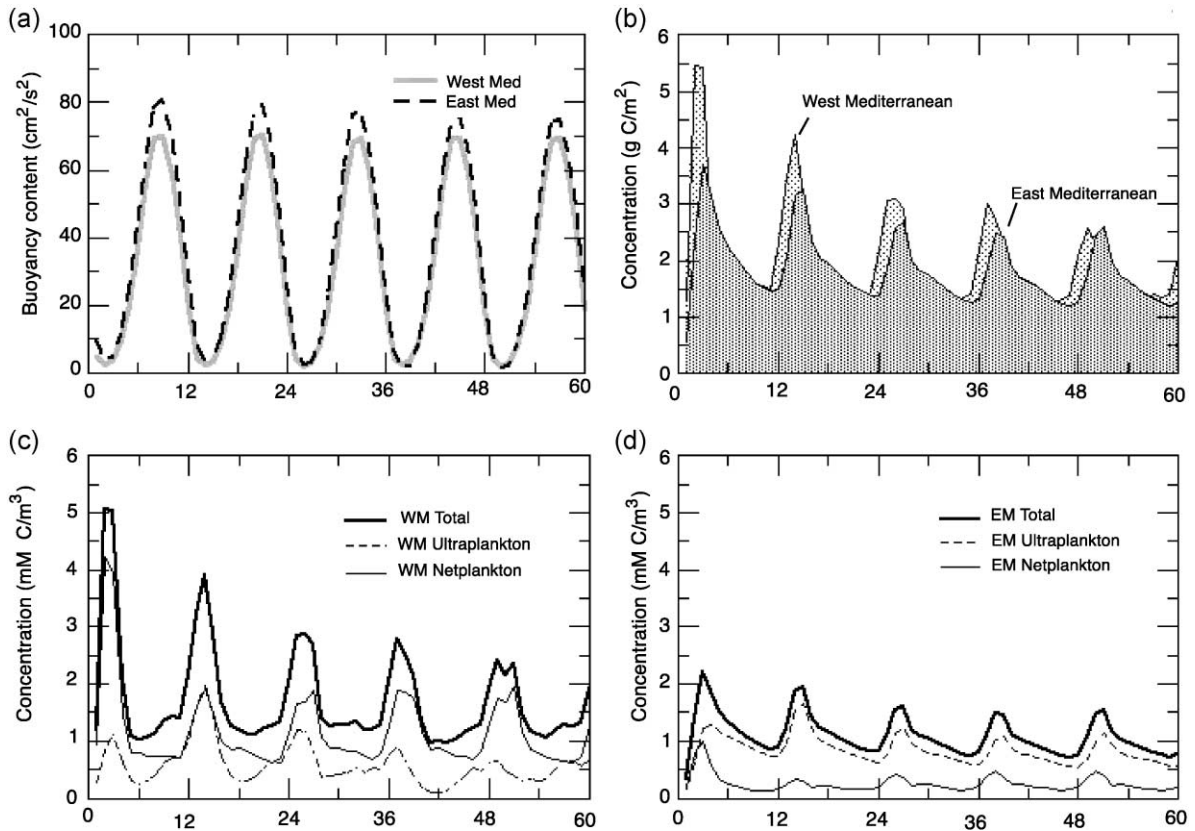 (a)
100
80
60
40
20
0
Buoyancy content (cm²/s²)
West Med
East Med
0 12 24 36 48 60
(b)
6
5
4
3
2
1
0
Concentration (g C/m²)
West Mediterranean
East Mediterranean
0 12 24 36 48 60
(c)
6
5
4
3
2
1
0
Concentration (mM C/m³)
WM Total
WM Ultraplankton
WM Netplankton
0 12 24 36 48 60
(d)
6
5
4
3
2
1
0
Concentration (mM C/m³)
EM Total
EM Ultraplankton
EM Netplankton
0 12 24 36 48 60